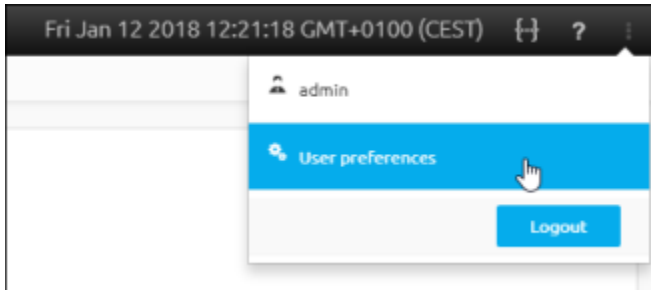 Fri Jan 12 2018 12:21:18 GMT+0100 (CEST) {--} ?
admin
User preferences
Logout